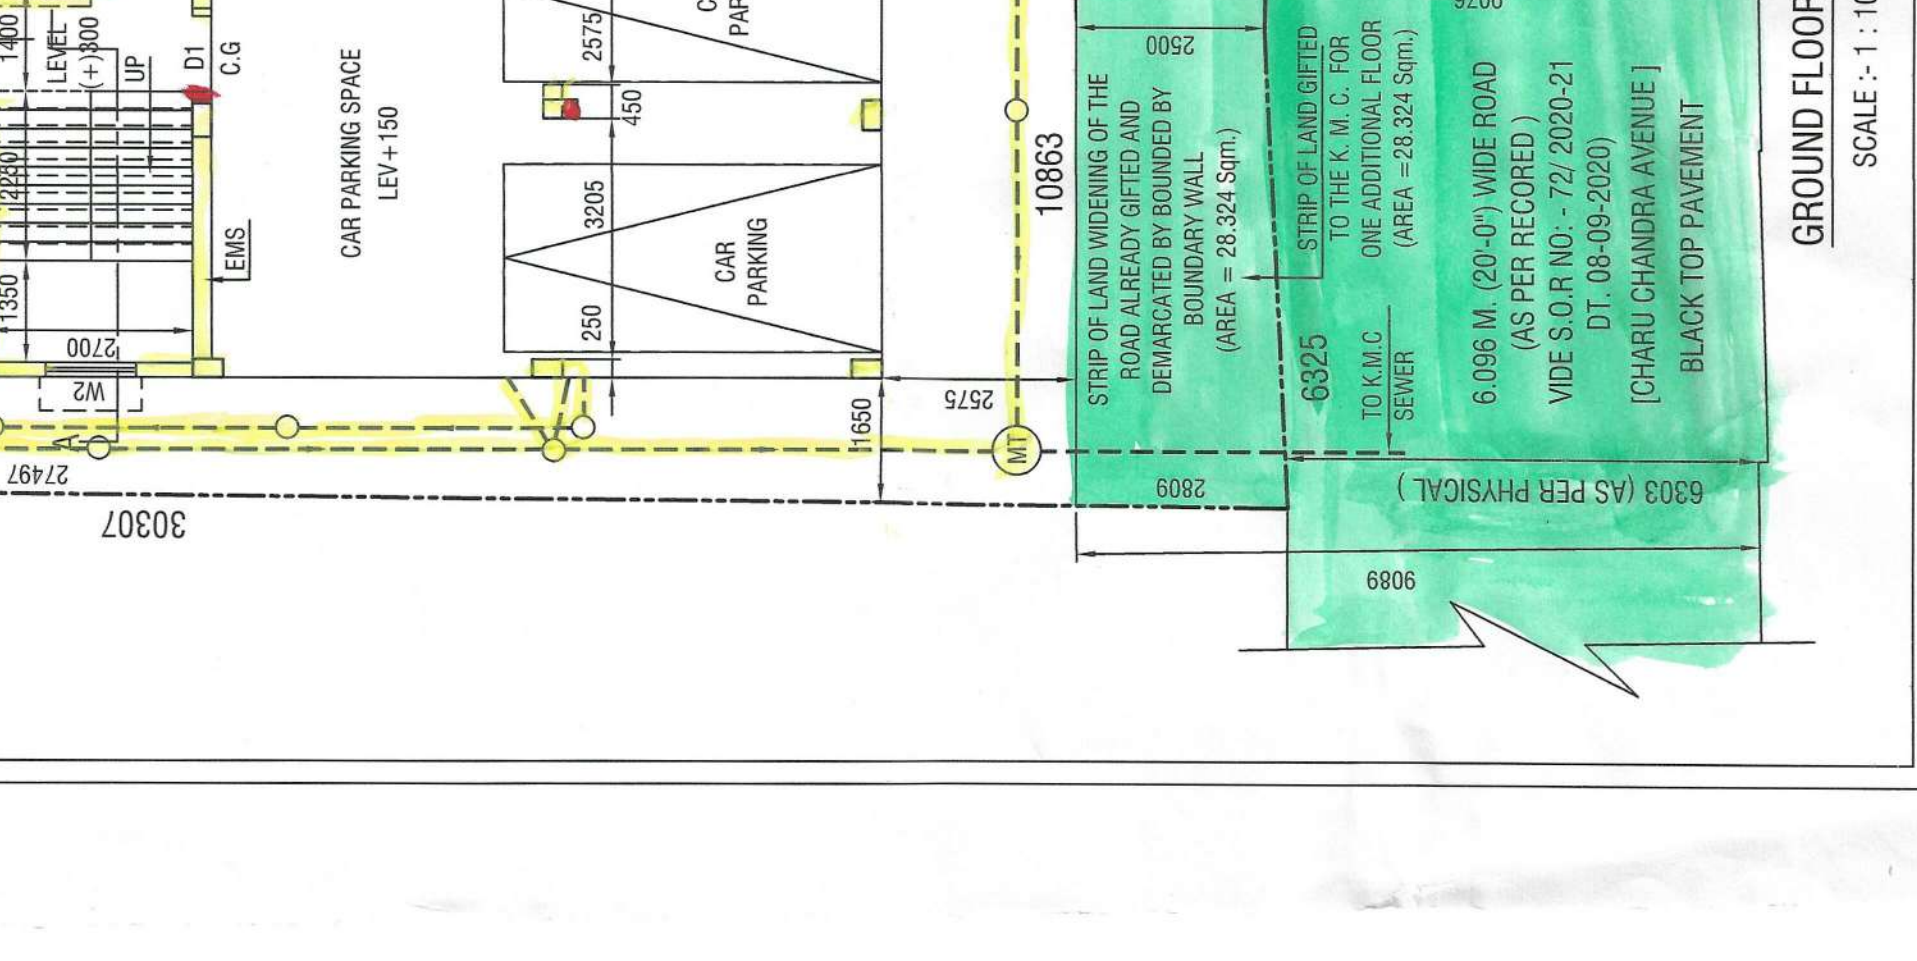 1400
LEVEL
(+)300
UP
D1
C.G
2250
1350
2700
W2
EMS
A
27497
30307
CAR PARKING SPACE
LEV+150
2575
450
3205
250
CAR
PARKING
1650
2575
10863
MT
2500
STRIP OF LAND WIDENING OF THE
ROAD ALREADY GIFTED AND
DEMARCATED BY BOUNDED BY
BOUNDARY WALL
(AREA = 28.324 Sqm.)
2809
STRIP OF LAND GIFTED
TO THE K. M. C. FOR
ONE ADDITIONAL FLOOR
(AREA =28.324 Sqm.)
6325
TO K.M.C
SEWER
6.096 M. (20'-0") WIDE ROAD
(AS PER RECORED )
VIDE S.O.R NO: - 72/ 2020-21
DT. 08-09-2020)
[CHARU CHANDRA AVENUE ]
BLACK TOP PAVEMENT
6303 (AS PER PHYSICAL )
9089
GROUND FLOOR
SCALE :- 1 : 10